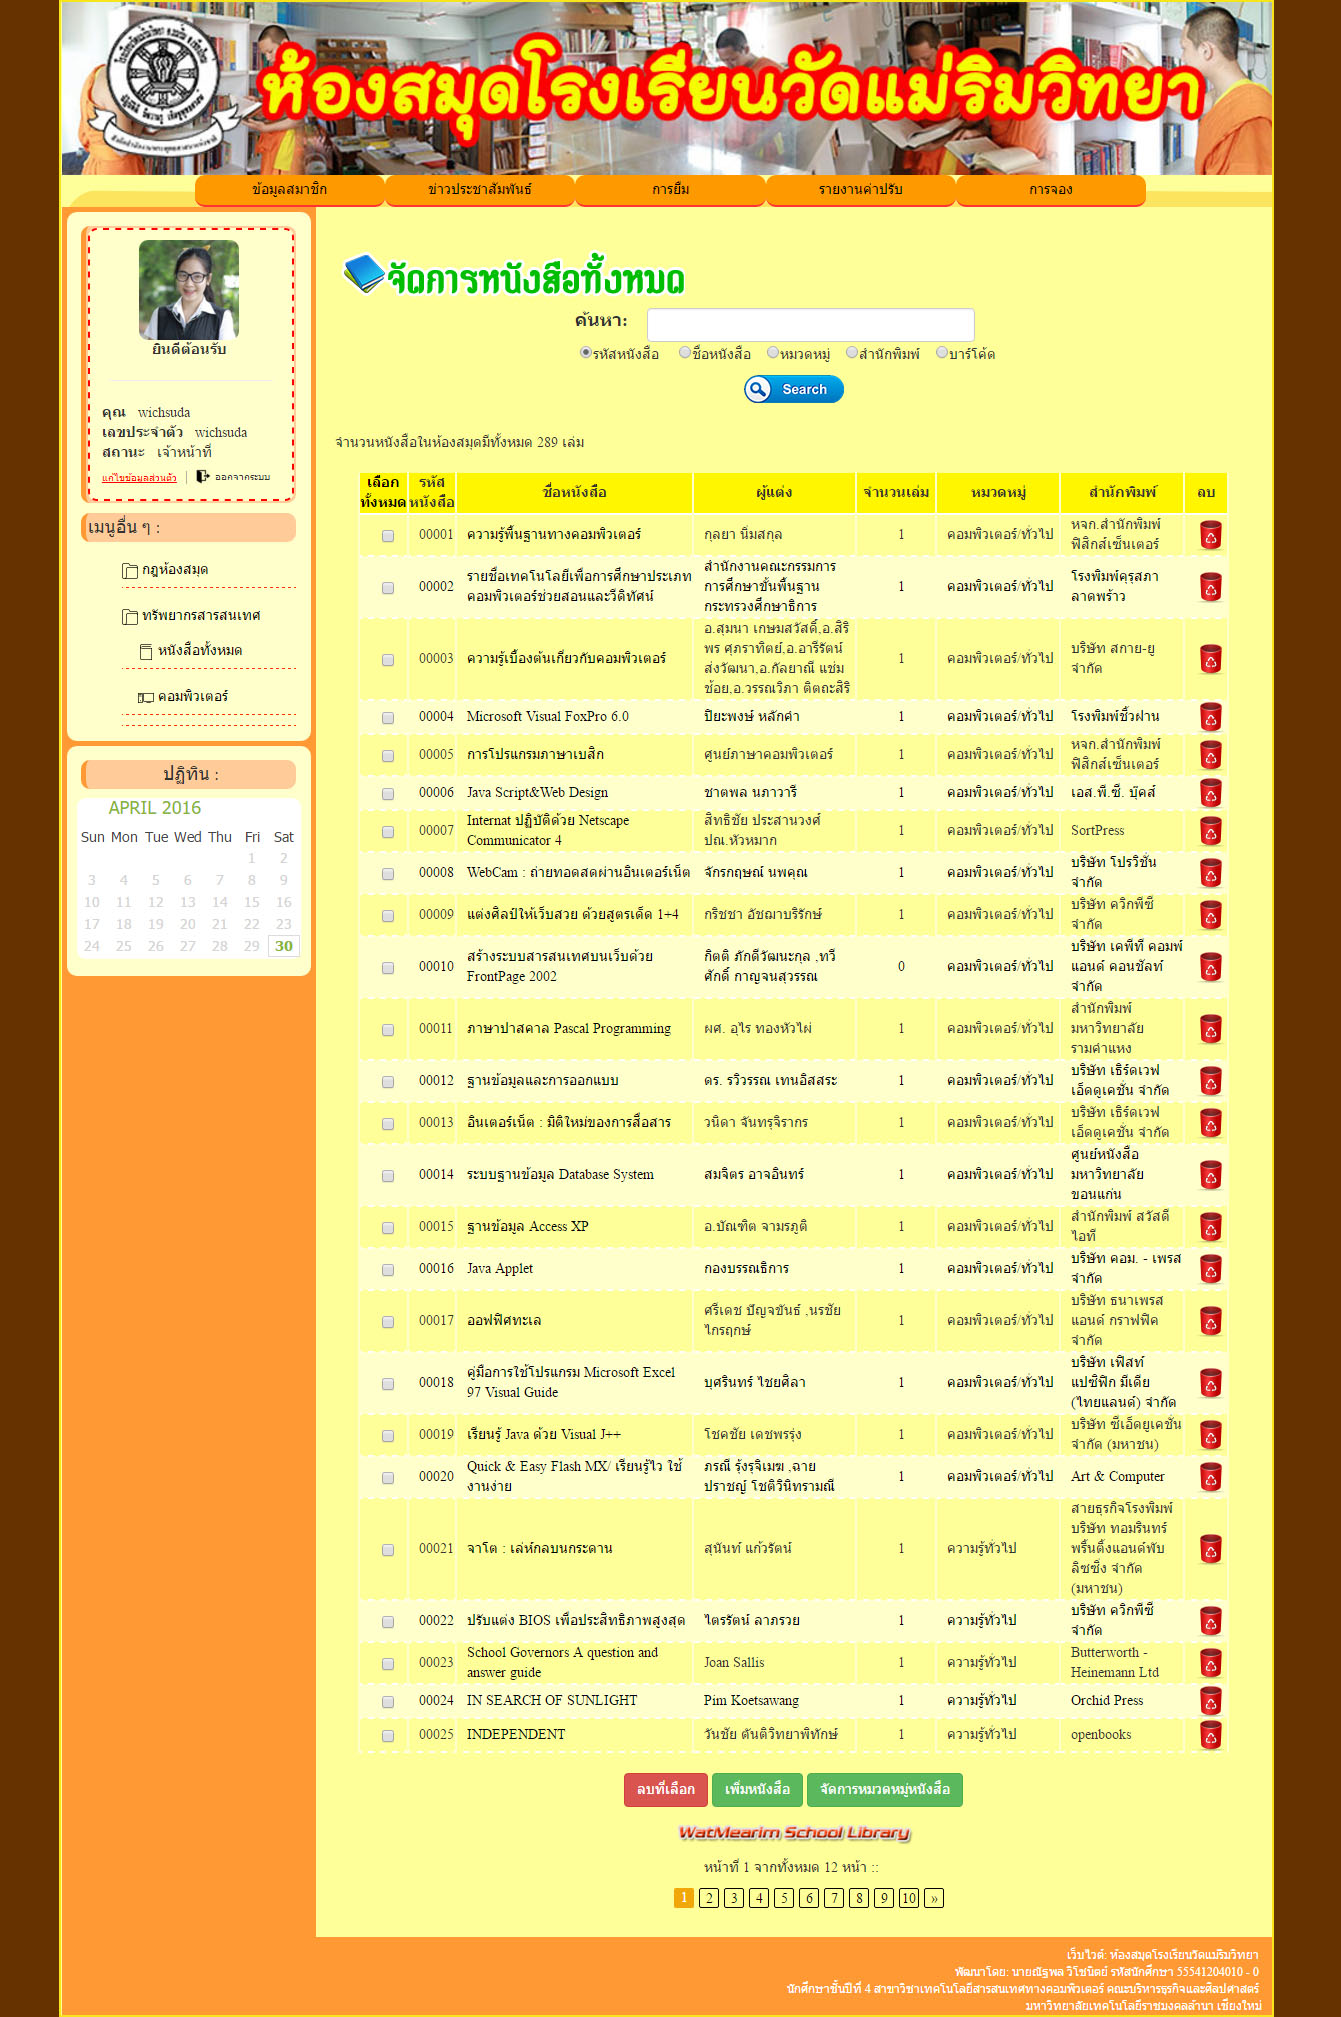 ห้องสมุดโรงเรียนวัดแม่ริมวิทยา
ข้อมูลสมาชิก ข่าวประชาสัมพันธ์ การยืม รายงานค่าปรับ การจอง
ยินดีต้อนรับ
คุณ wichsuda
เลขประจำตัว wichsuda
สถานะ เจ้าหน้าที่
แก้ไขข้อมูลส่วนตัว ออกจากระบบ
เมนูอื่น ๆ :
กฎห้องสมุด
ทรัพยากรสารสนเทศ
หนังสือทั้งหมด
คอมพิวเตอร์
ปฏิทิน :
APRIL 2016
Sun Mon Tue Wed Thu Fri Sat
1 2
3 4 5 6 7 8 9
10 11 12 13 14 15 16
17 18 19 20 21 22 23
24 25 26 27 28 29 30
จัดการหนังสือทั้งหมด
ค้นหา:
รหัสหนังสือ ชื่อหนังสือ หมวดหมู่ สำนักพิมพ์ บาร์โค้ด
Search
จำนวนหนังสือในห้องสมุดมีทั้งหมด 289 เล่ม
เลือก รหัส
ทั้งหมด หนังสือ ชื่อหนังสือ ผู้แต่ง จำนวนเล่ม หมวดหมู่ สำนักพิมพ์ ลบ
00001 ความรู้พื้นฐานทางคอมพิวเตอร์ กุลยา นิ่มสกุล 1 คอมพิวเตอร์/ทั่วไป หจก.สำนักพิมพ์
ฟิสิกส์เซ็นเตอร์
00002 รายชื่อเทคโนโลยีเพื่อการศึกษาประเภท สำนักงานคณะกรรมการ 1 คอมพิวเตอร์/ทั่วไป โรงพิมพ์คุรุสภา
คอมพิวเตอร์ช่วยสอนและวีดิทัศน์ การศึกษาขั้นพื้นฐาน ลาดพร้าว
กระทรวงศึกษาธิการ
00003 ความรู้เบื้องต้นเกี่ยวกับคอมพิวเตอร์ อ.สุมนา เกษมสวัสดิ์,อ.สิริ 1 คอมพิวเตอร์/ทั่วไป บริษัท สกาย-ยู
พร ศุภราทิตย์,อ.อารีรัตน์ จำกัด
ส่งวัฒนา,อ.กัลยาณี แช่ม
ช้อย,อ.วรรณวิภา ติตถะสิริ
00004 Microsoft Visual FoxPro 6.0 ปิยะพงษ์ หลักคำ 1 คอมพิวเตอร์/ทั่วไป โรงพิมพ์ซิ้วฝาน
00005 การโปรแกรมภาษาเบสิก ศูนย์ภาษาคอมพิวเตอร์ 1 คอมพิวเตอร์/ทั่วไป หจก.สำนักพิมพ์
ฟิสิกส์เซ็นเตอร์
00006 Java Script&Web Design ชาตพล นภาวารี 1 คอมพิวเตอร์/ทั่วไป เอส.พี.ซี. บุ๊คส์
00007 Internat ปฏิบัติด้วย Netscape สิทธิชัย ประสานวงศ์ 1 คอมพิวเตอร์/ทั่วไป SortPress
Communicator 4 ปณ.หัวหมาก
00008 WebCam : ถ่ายทอดสดผ่านอินเตอร์เน็ต จักรกฤษณ์ นพคุณ 1 คอมพิวเตอร์/ทั่วไป บริษัท โปรวิชั่น
จำกัด
00009 แต่งศิลป์ให้เว็บสวย ด้วยสูตรเด็ด 1+4 กริชชา อัชฌาบริรักษ์ 1 คอมพิวเตอร์/ทั่วไป บริษัท ควิกพีซี
จำกัด
00010 สร้างระบบสารสนเทศบนเว็บด้วย กิตติ ภักดีวัฒนะกุล ,ทวี 0 คอมพิวเตอร์/ทั่วไป บริษัท เคพีที คอมพ์
FrontPage 2002 ศักดิ์ กาญจนสุวรรณ แอนด์ คอนซัลท์
จำกัด
00011 ภาษาปาสคาล Pascal Programming ผศ. อุไร ทองหัวไผ่ 1 คอมพิวเตอร์/ทั่วไป สำนักพิมพ์
มหาวิทยาลัย
รามคำแหง
00012 ฐานข้อมูลและการออกแบบ ดร. รวิวรรณ เทนอิสสระ 1 คอมพิวเตอร์/ทั่วไป บริษัท เธิร์ดเวฟ
เอ็ดดูเคชั่น จำกัด
00013 อินเตอร์เน็ต : มิติใหม่ของการสื่อสาร วนิดา จันทรุจิรากร 1 คอมพิวเตอร์/ทั่วไป บริษัท เธิร์ดเวฟ
เอ็ดดูเคชั่น จำกัด
00014 ระบบฐานข้อมูล Database System สมจิตร อาจอินทร์ 1 คอมพิวเตอร์/ทั่วไป ศูนย์หนังสือ
มหาวิทยาลัย
ขอนแก่น
00015 ฐานข้อมูล Access XP อ.บัณฑิต จามรภูติ 1 คอมพิวเตอร์/ทั่วไป สำนักพิมพ์ สวัสดี
ไอที
00016 Java Applet กองบรรณธิการ 1 คอมพิวเตอร์/ทั่วไป บริษัท คอม. - เพรส
จำกัด
00017 ออฟฟิศทะเล ศรีเดช ปัญจขันธ์ ,นรชัย 1 คอมพิวเตอร์/ทั่วไป บริษัท ธนาเพรส
ไกรฤกษ์ แอนด์ กราฟฟิค
จำกัด
00018 คู่มือการใช้โปรแกรม Microsoft Excel บุศรินทร์ ไชยศิลา 1 คอมพิวเตอร์/ทั่วไป บริษัท เฟิสท์
97 Visual Guide แปซิฟิก มีเดีย
(ไทยแลนด์) จำกัด
00019 เรียนรู้ Java ด้วย Visual J++ โชคชัย เดชพรรุ่ง 1 คอมพิวเตอร์/ทั่วไป บริษัท ซีเอ็ดยูเคชั่น
จำกัด (มหาชน)
00020 Quick & Easy Flash MX/ เรียนรู้ไว ใช้ ภรณี รุ้งรุจิเมฆ ,ฉาย 1 คอมพิวเตอร์/ทั่วไป Art & Computer
งานง่าย ปราชญ์ โชติวินิทรามณี
00021 จาโต : เล่ห์กลบนกระดาน สุนันท์ แก้วรัตน์ 1 ความรู้ทั่วไป สายธุรกิจโรงพิมพ์
บริษัท ทอมรินทร์
พริ้นติ้งแอนด์พับ
ลิชชิ่ง จำกัด
(มหาชน)
00022 ปรับแต่ง BIOS เพื่อประสิทธิภาพสูงสุด ไตรรัตน์ ลาภรวย 1 ความรู้ทั่วไป บริษัท ควิกพีซี
จำกัด
00023 School Governors A question and Joan Sallis 1 ความรู้ทั่วไป Butterworth -
answer guide Heinemann Ltd
00024 IN SEARCH OF SUNLIGHT Pim Koetsawang 1 ความรู้ทั่วไป Orchid Press
00025 INDEPENDENT วันชัย ตันติวิทยาพิทักษ์ 1 ความรู้ทั่วไป openbooks
ลบที่เลือก เพิ่มหนังสือ จัดการหมวดหมู่หนังสือ
WatMearim School Library
หน้าที่ 1 จากทั้งหมด 12 หน้า ::
1 2 3 4 5 6 7 8 9 10 »
เว็บไวต์: ห้องสมุดโรงเรียนวัดแม่ริมวิทยา
พัฒนาโดย: นายณัฐพล วิโชนิตย์ รหัสนักศึกษา 55541204010 - 0
นักศึกษาชั้นปีที่ 4 สาขาวิชาเทคโนโลยีสารสนเทศทางคอมพิวเตอร์ คณะบริหารธุรกิจและศิลปศาสตร์
มหาวิทยาลัยเทคโนโลยีราชมงคลล้านนา เชียงใหม่